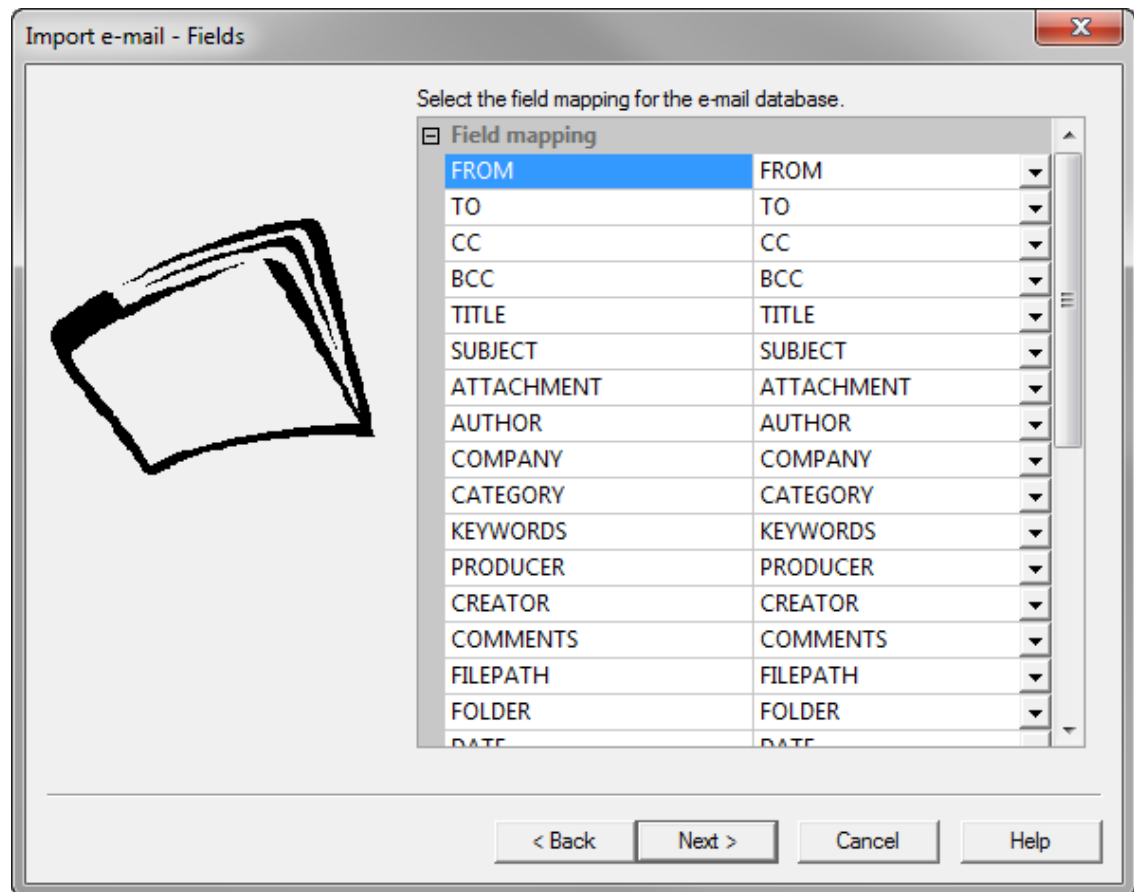 Import e-mail - Fields
Select the field mapping for the e-mail database.
Field mapping
FROM FROM
TO TO
CC CC
BCC BCC
TITLE TITLE
SUBJECT SUBJECT
ATTACHMENT ATTACHMENT
AUTHOR AUTHOR
COMPANY COMPANY
CATEGORY CATEGORY
KEYWORDS KEYWORDS
PRODUCER PRODUCER
CREATOR CREATOR
COMMENTS COMMENTS
FILEPATH FILEPATH
FOLDER FOLDER
DATE DATE
< Back Next > Cancel Help